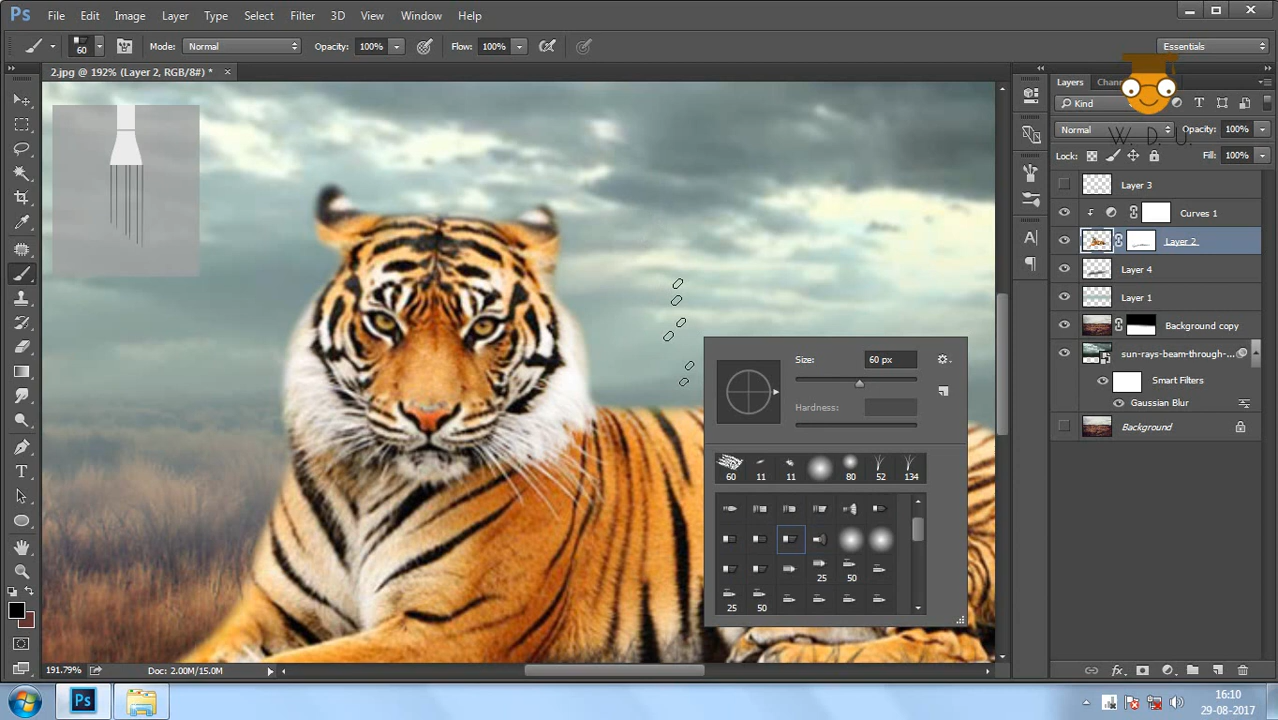 Ps File Edit Image Layer Type Select Filter 3D View Window Help
60 Mode: Normal Opacity: 100% Flow: 100% Essentials
2.jpg @ 192% (Layer 2, RGB/8#) * ×
Layers Chann
Kind
W. D. U.
Normal Opacity: 100%
Lock: Fill: 100%
Layer 3
Curves 1
Layer 2
Layer 4
Layer 1
Background copy
sun-rays-beam-through-...
Smart Filters
Gaussian Blur
Background
Size: 60 px
Hardness:
60 11 11 80 52 134
25 50
25 50
191.79% Doc: 2.00M/15.0M
Ps
16:10
29-08-2017